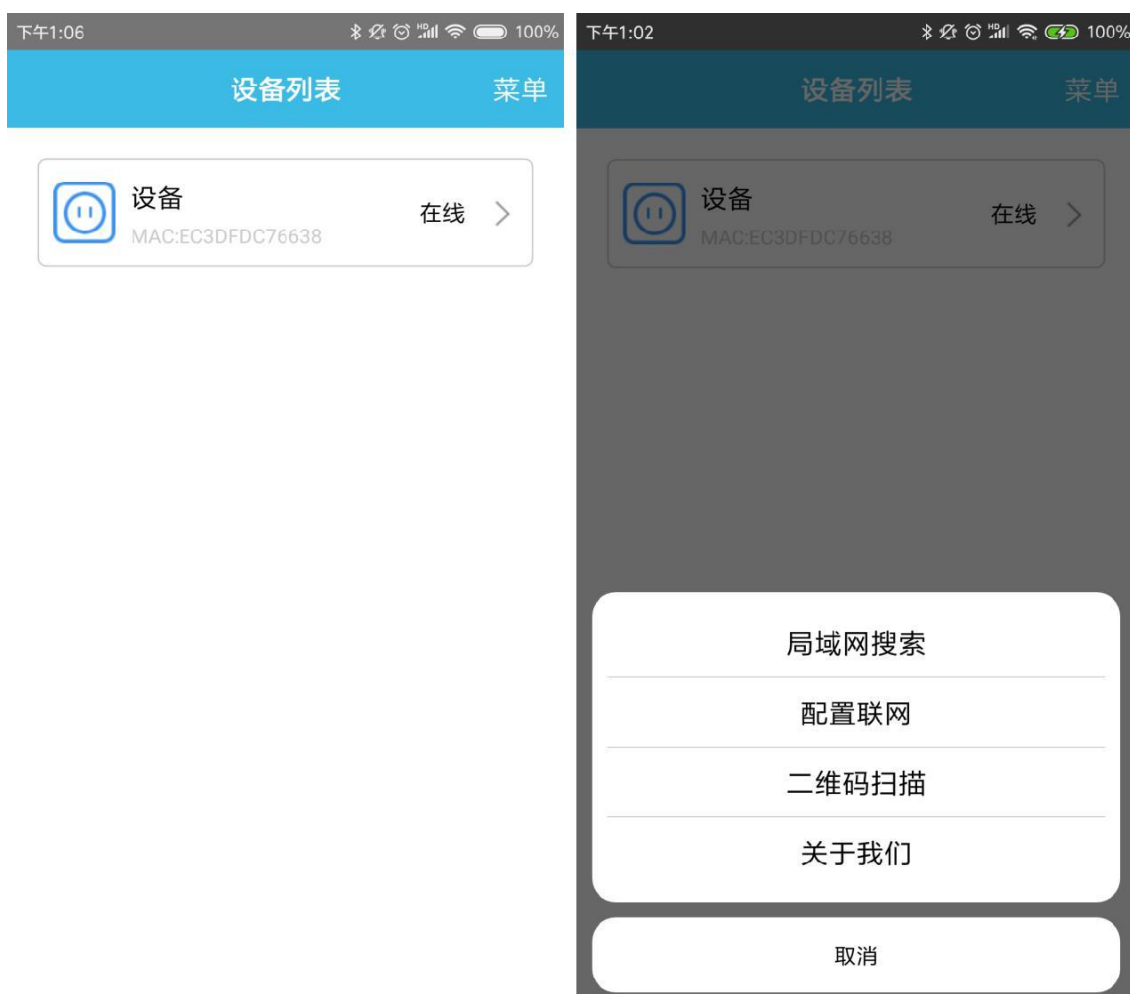 下午1:06 100%
设备列表 菜单
设备
在线
MAC:EC3DFDC76638
下午1:02 100%
设备列表 菜单
设备
在线
MAC:EC3DFDC76638
局域网搜索
配置联网
二维码扫描
关于我们
取消